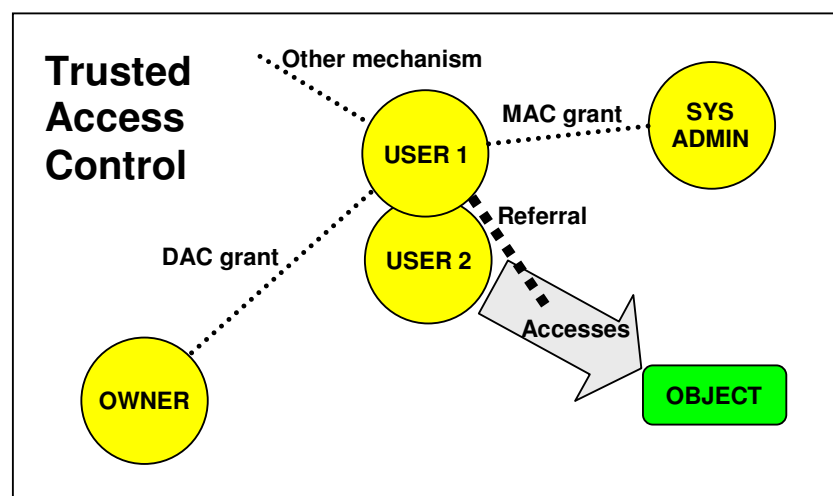 Trusted
Access
Control
Other mechanism
MAC grant
SYS
ADMIN
USER 1
Referral
DAC grant
USER 2
Accesses
OWNER
OBJECT